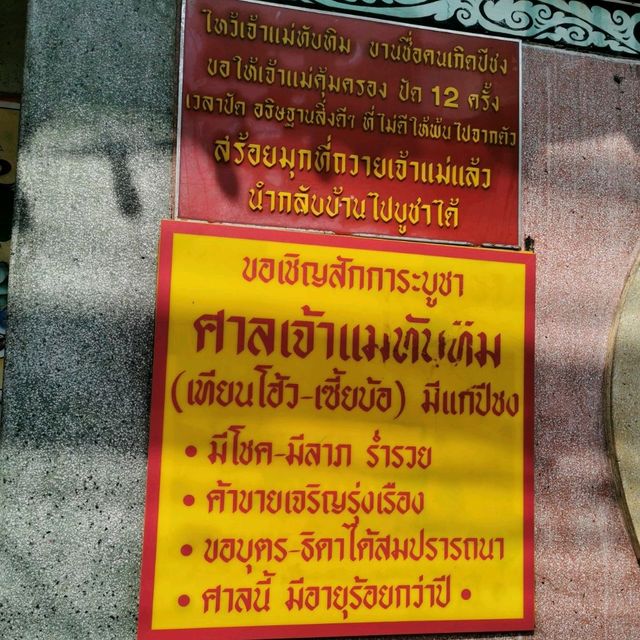 ไหว้เจ้าแม่ทับทิม ขานชื่อคนเกิดปีชง
ขอให้เจ้าแม่คุ้มครอง ปัด 12 ครั้ง
เวลาปัด อธิษฐานสิ่งดีๆ ที่ไม่ดีให้พ้นไปจากตัว
สร้อยมุกที่ถวายเจ้าแม่แล้ว
นำกลับบ้านไปบูชาได้
ขอเชิญสักการะบูชา
ศาลเจ้าแม่ทับทิม
(เทียนโฮ้ว-เซี้ยบ้อ) มีแก้ปีชง
• มีโชค-มีลาภ ร่ำรวย
• ค้าขายเจริญรุ่งเรือง
• ขอบุตร-ธิดาได้สมปรารถนา
• ศาลนี้ มีอายุร้อยกว่าปี •